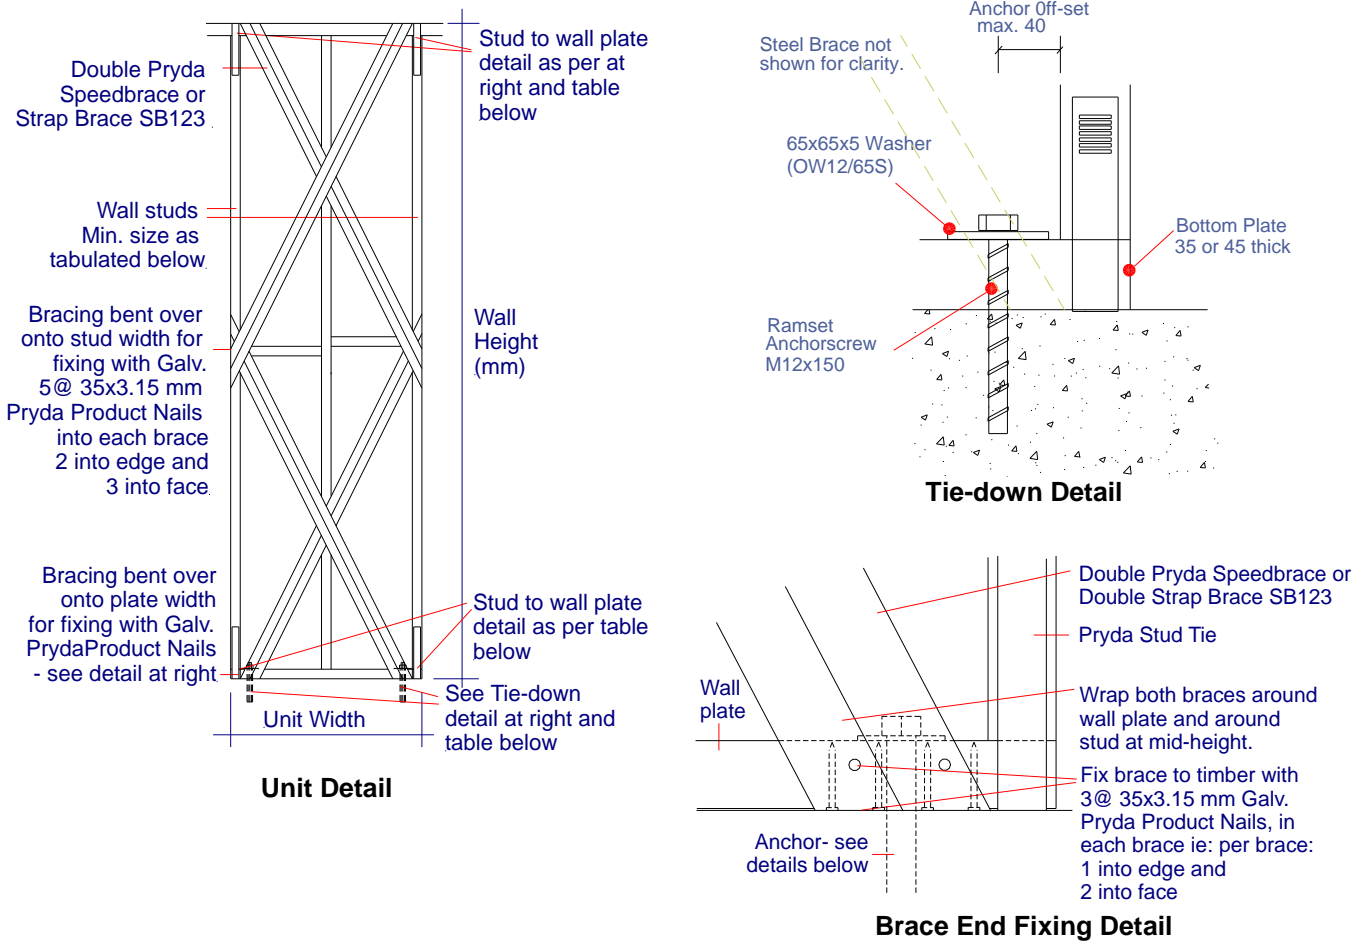 Double Pryda
Speedbrace or
Strap Brace SB123
Wall studs
Min. size as
tabulated below
Bracing bent over
onto stud width for
fixing with Galv.
5@ 35x3.15 mm
Pryda Product Nails
into each brace
2 into edge and
3 into face
Bracing bent over
onto plate width
for fixing with Galv.
PrydaProduct Nails
- see detail at right
Stud to wall plate
detail as per at
right and table
below
Wall
Height
(mm)
Stud to wall plate
detail as per table
below
See Tie-down
detail at right and
table below
Unit Width
Unit Detail
Anchor 0ff-set
max. 40
Steel Brace not
shown for clarity.
65x65x5 Washer
(OW12/65S)
Bottom Plate
35 or 45 thick
Ramset
Anchorscrew
M12x150
Tie-down Detail
Double Pryda Speedbrace or
Double Strap Brace SB123
Pryda Stud Tie
Wall
plate
Wrap both braces around
wall plate and around
stud at mid-height.
Fix brace to timber with
3@ 35x3.15 mm Galv.
Pryda Product Nails, in
each brace ie: per brace:
1 into edge and
2 into face
Anchor- see
details below
Brace End Fixing Detail